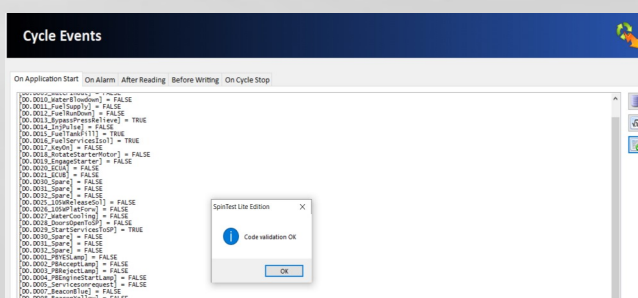 Cycle Events
On Application Start On Alarm After Reading Before Writing On Cycle Stop
[DO.DO10_WaterBlowdown] = FALSE
[DO.DO11_FuelSupply] = FALSE
[DO.DO12_FuelRunDown] = FALSE
[DO.DO13_BypassPressRelieve] = TRUE
[DO.DO14_InjPulse] = FALSE
[DO.DO15_FuelTankFill] = TRUE
[DO.DO16_FuelServicesIsol] = TRUE
[DO.DO17_KeyOn] = FALSE
[DO.DO18_RotateStarterMotor] = FALSE
[DO.DO19_EngageStarter] = FALSE
[DO.DO20_ECUA] = FALSE
[DO.DO21_ECUB] = FALSE
[DO.DO30_Spare] = FALSE
[DO.DO31_Spare] = FALSE
[DO.DO32_Spare] = FALSE
[DO.DO25_10SWReleaseSol] = FALSE
[DO.DO26_10SWPlatForw] = FALSE
[DO.DO27_WaterCooling] = FALSE
[DO.DO28_DoorsOpenToSP] = FALSE
[DO.DO29_StartServicesToSP] = TRUE
[DO.DO30_Spare] = FALSE
[DO.DO31_Spare] = FALSE
[DO.DO32_Spare] = FALSE
[DO.DO01_PBYESLamp] = FALSE
[DO.DO02_PBAcceptLamp] = FALSE
[DO.DO03_PBRejectLamp] = FALSE
[DO.DO04_PBEngineStartLamp] = FALSE
[DO.DO05_Servicesonrequest] = FALSE
[DO.DO07_BeaconBlue] = FALSE
SpinTest Lite Edition
Code validation OK
OK